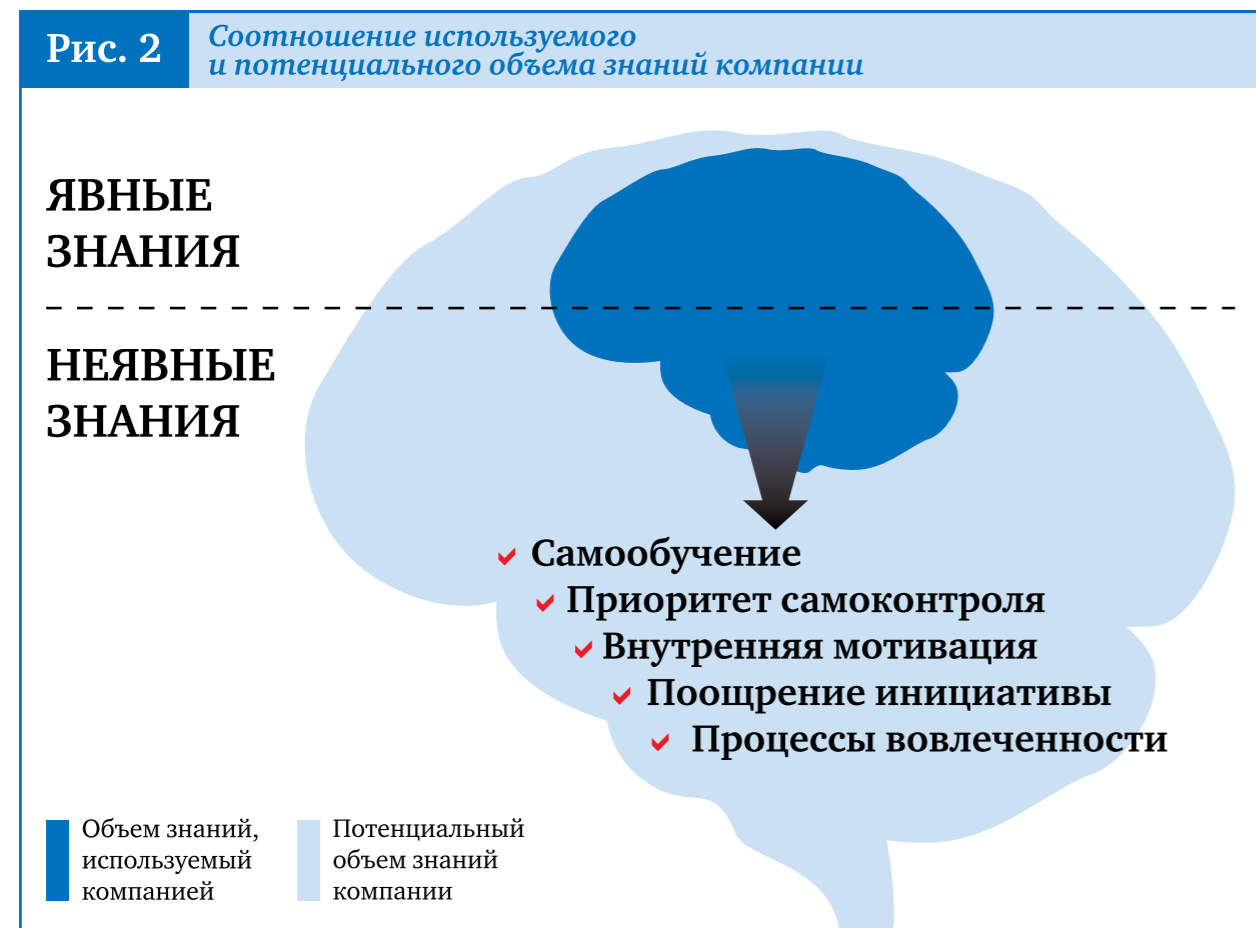 Рис. 2
Соотношение используемого
и потенциального объема знаний компании
ЯВНЫЕ
ЗНАНИЯ
НЕЯВНЫЕ
ЗНАНИЯ
Самообучение
Приоритет самоконтроля
Внутренняя мотивация
Поощрение инициативы
Процессы вовлеченности
Объем знаний,
используемый
компанией
Потенциальный
объем знаний
компании